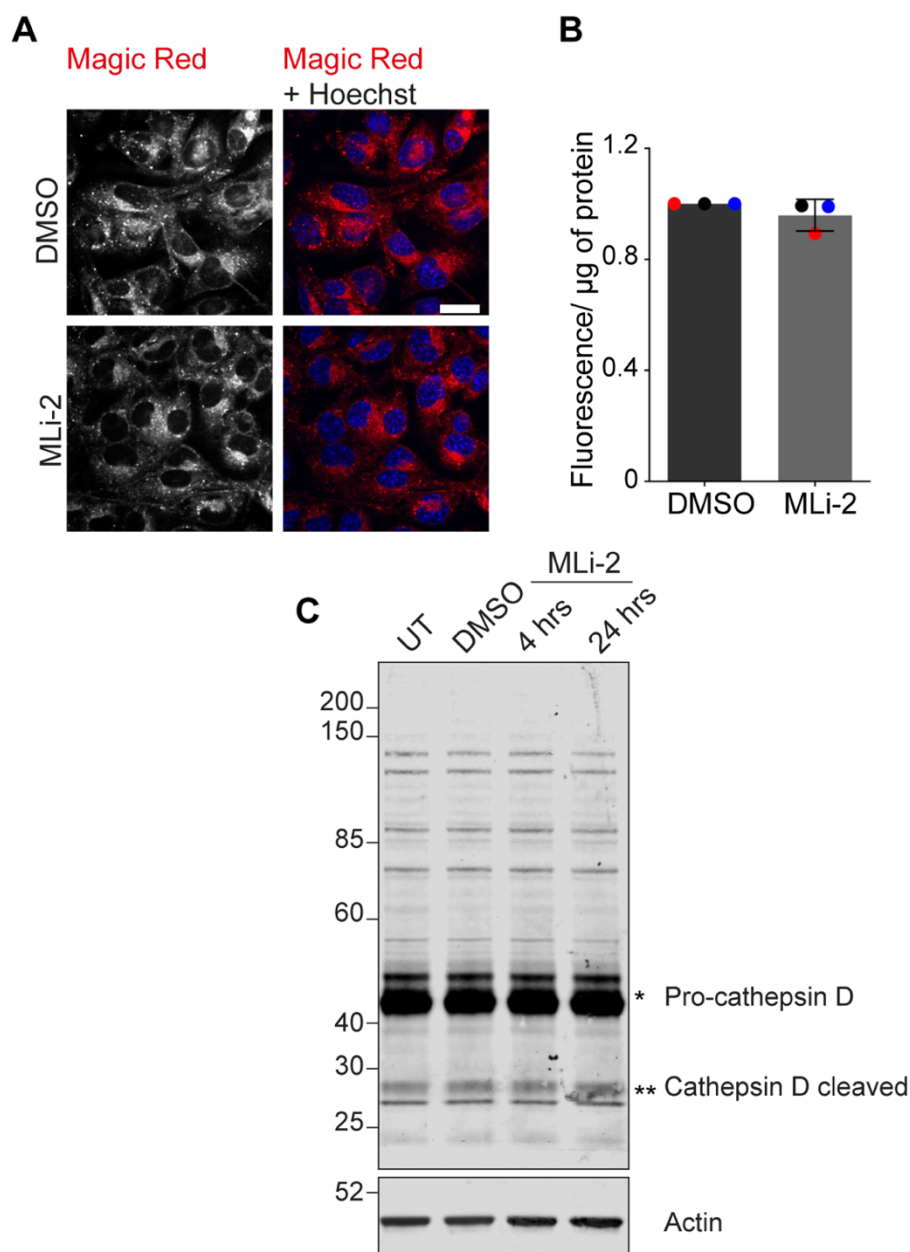 A
Magic Red
Magic Red
+ Hoechst
DMSO
MLi-2
B
Fluorescence/ µg of protein
1.2
0.8
0.4
0
DMSO
MLi-2
C
MLi-2
UT
DMSO
4 hrs
24 hrs
200
150
85
60
40
30
25
* Pro-cathepsin D
** Cathepsin D cleaved
52
Actin